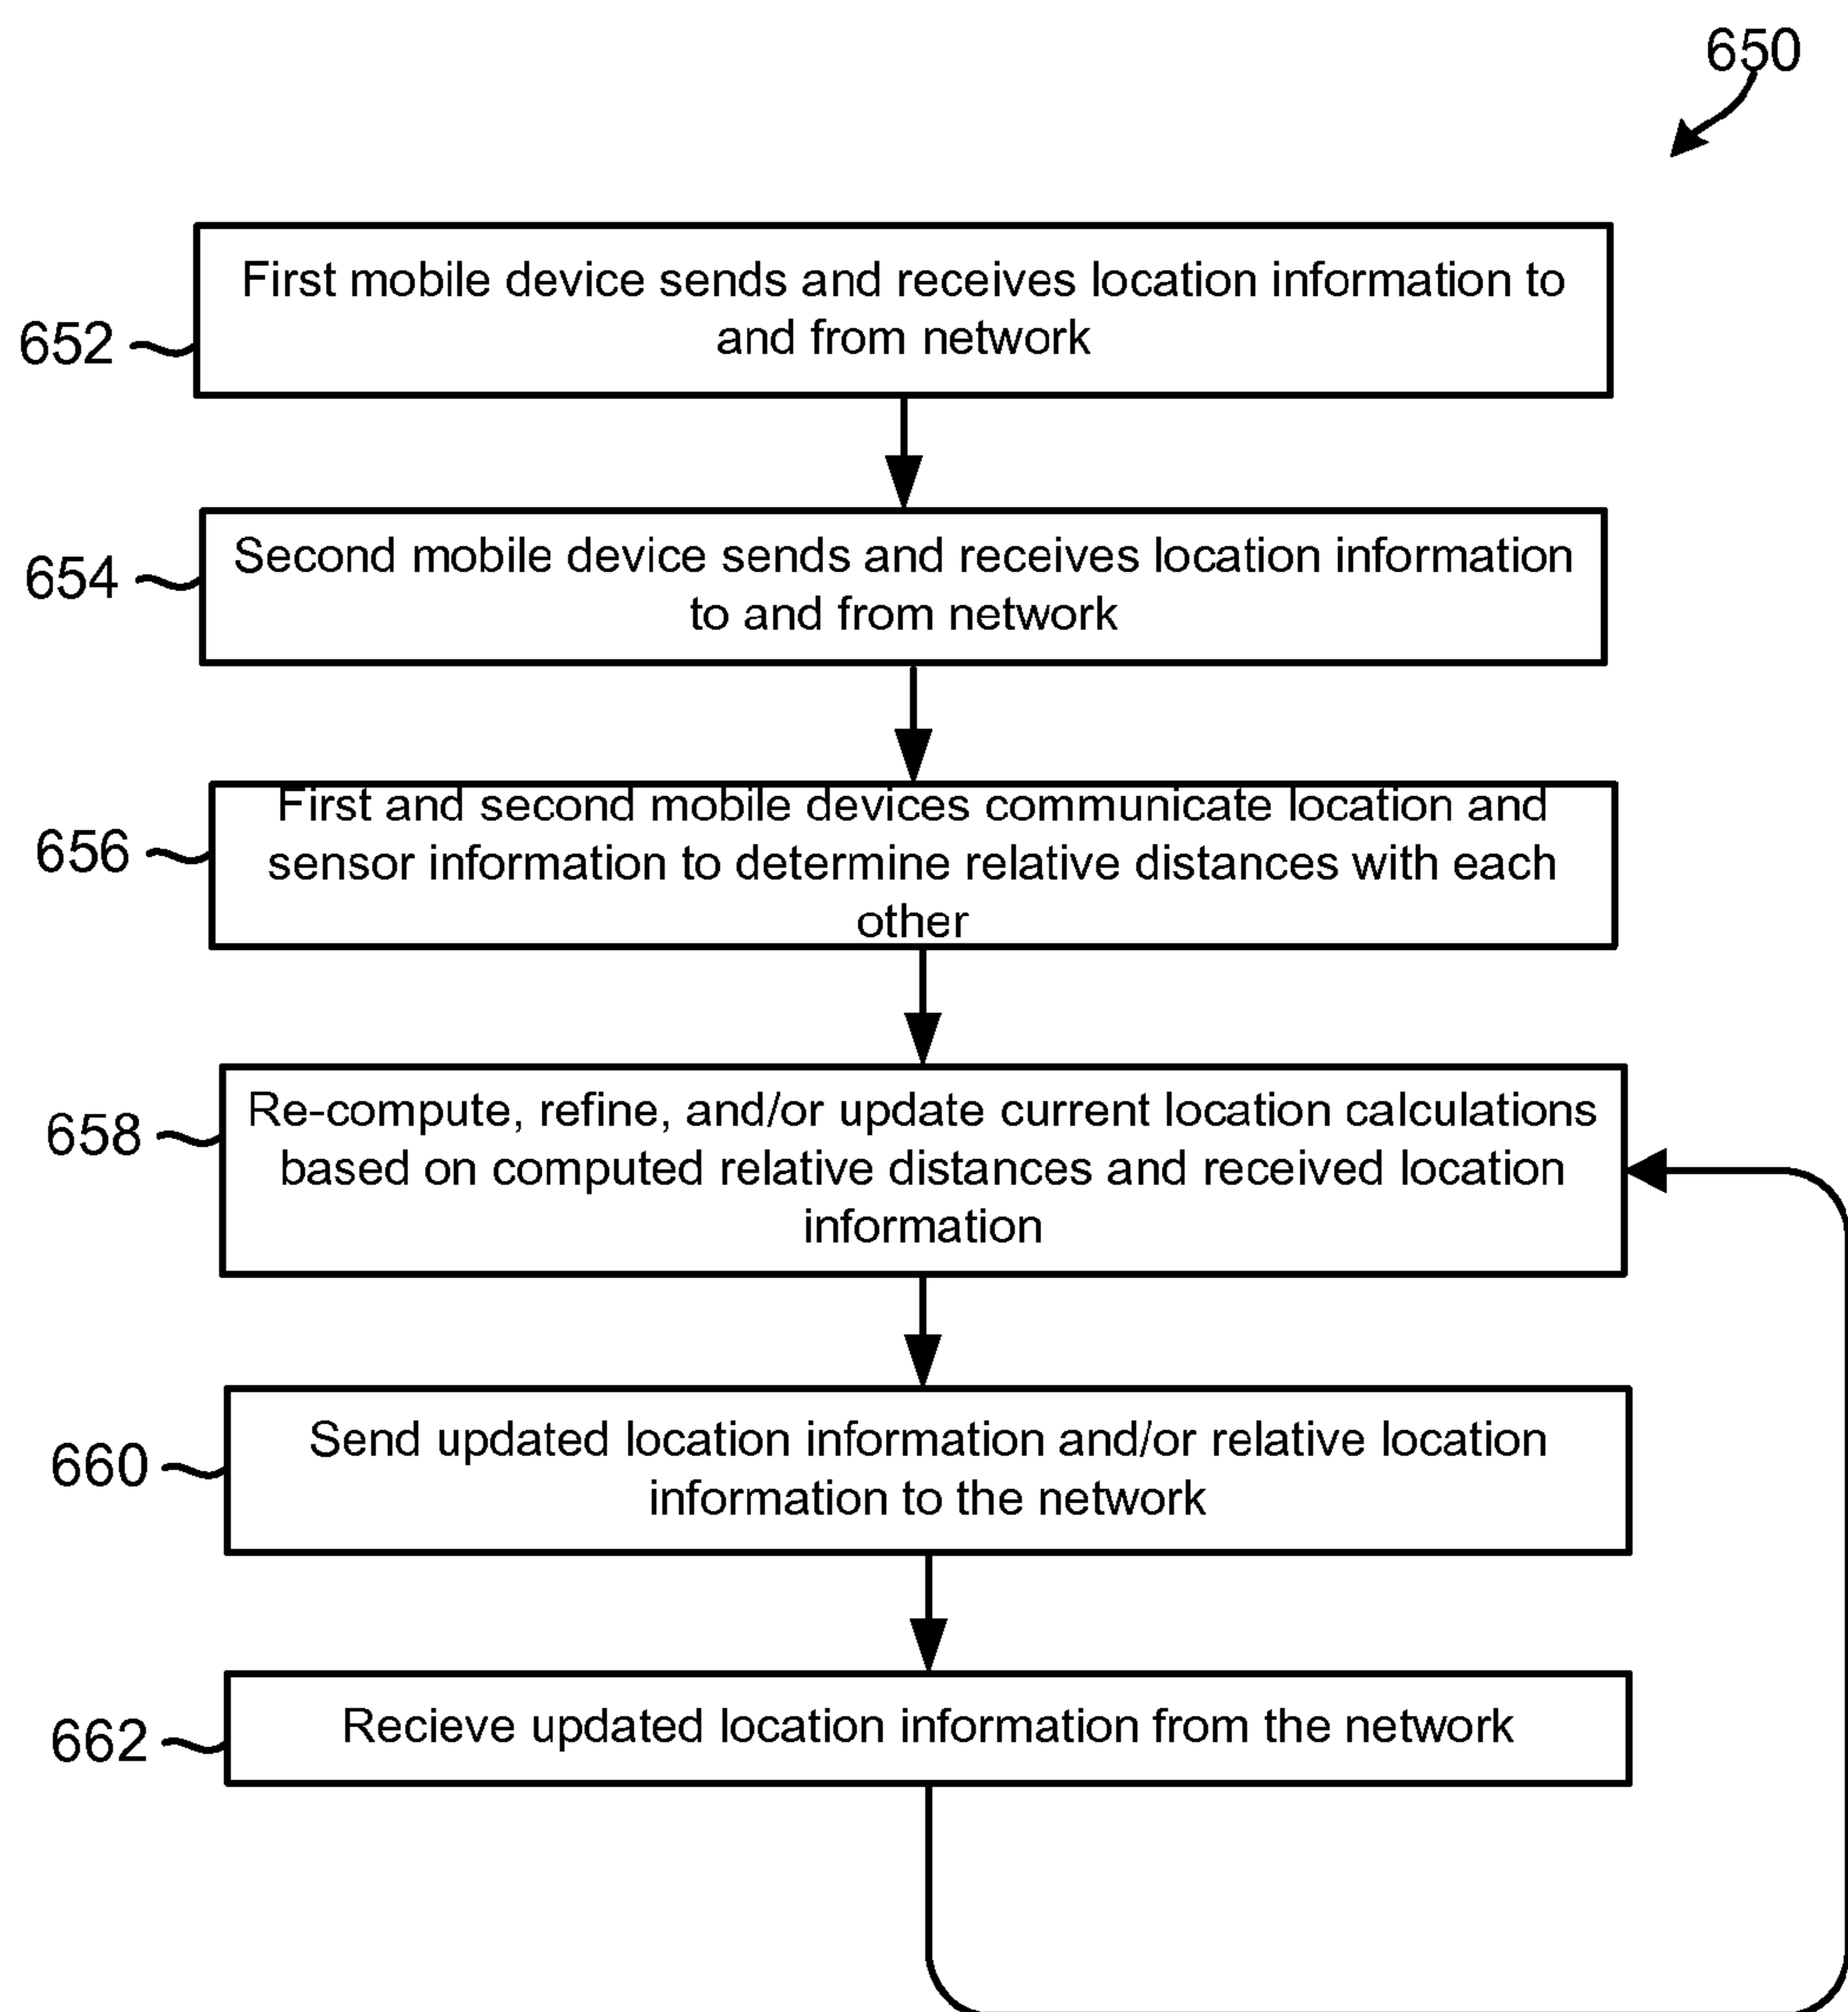 650
First mobile device sends and receives location information to
and from network
652
Second mobile device sends and receives location information
to and from network
654
First and second mobile devices communicate location and
sensor information to determine relative distances with each
other
656
Re-compute, refine, and/or update current location calculations
based on computed relative distances and received location
information
658
Send updated location information and/or relative location
information to the network
660
Recieve updated location information from the network
662